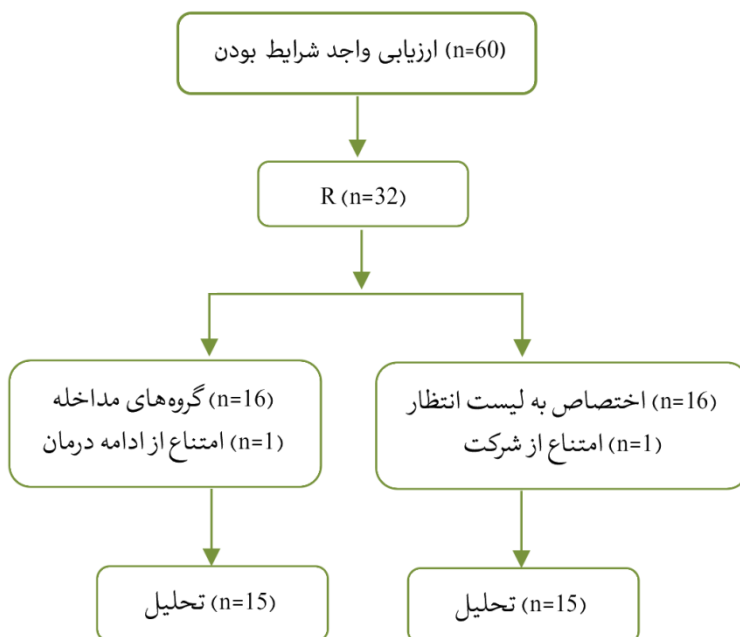 ارزیابی واجد شرایط بودن (n=60)
R (n=32)
اختصاص به لیست انتظار (n=16)
امتناع از شرکت (n=1)
گروه‌های مداخله (n=16)
امتناع از ادامه درمان (n=1)
تحلیل (n=15)
تحلیل (n=15)